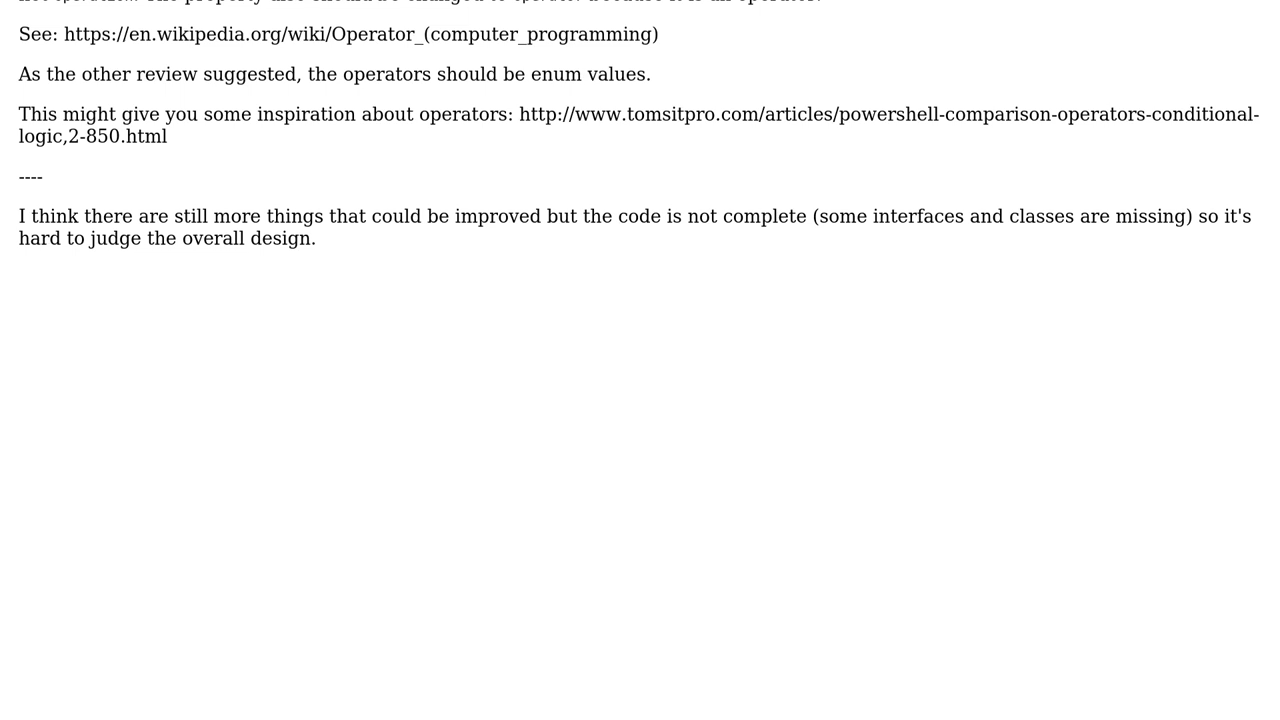 See: https://en.wikipedia.org/wiki/Operator_(computer_programming)
As the other review suggested, the operators should be enum values.
This might give you some inspiration about operators: http://www.tomsitpro.com/articles/powershell-comparison-operators-conditional-
logic,2-850.html
----
I think there are still more things that could be improved but the code is not complete (some interfaces and classes are missing) so it's
hard to judge the overall design.